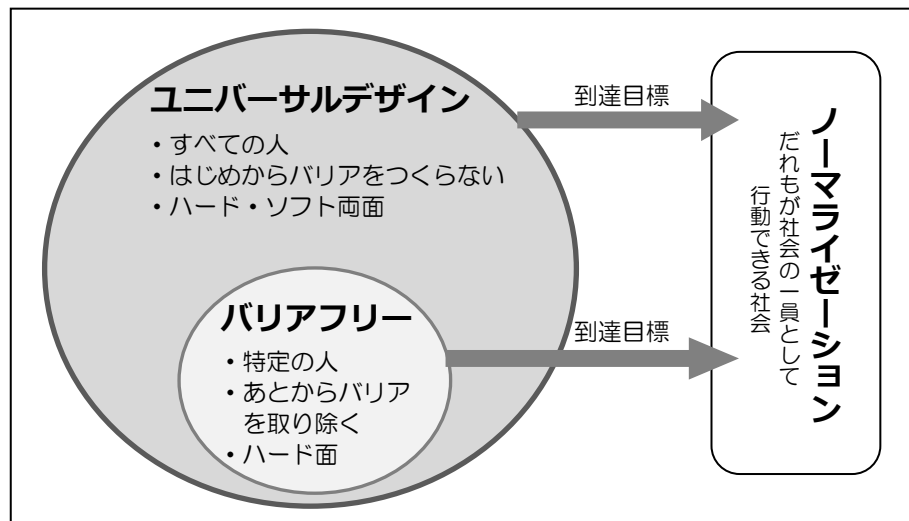 ユニバーサルデザイン
・すべての人
・はじめからバリアをつくらない
・ハード・ソフト両面
バリアフリー
・特定の人
・あとからバリア
を取り除く
・ハード面
到達目標
到達目標
ノーマライゼーション
だれもが社会の一員として
行動できる社会